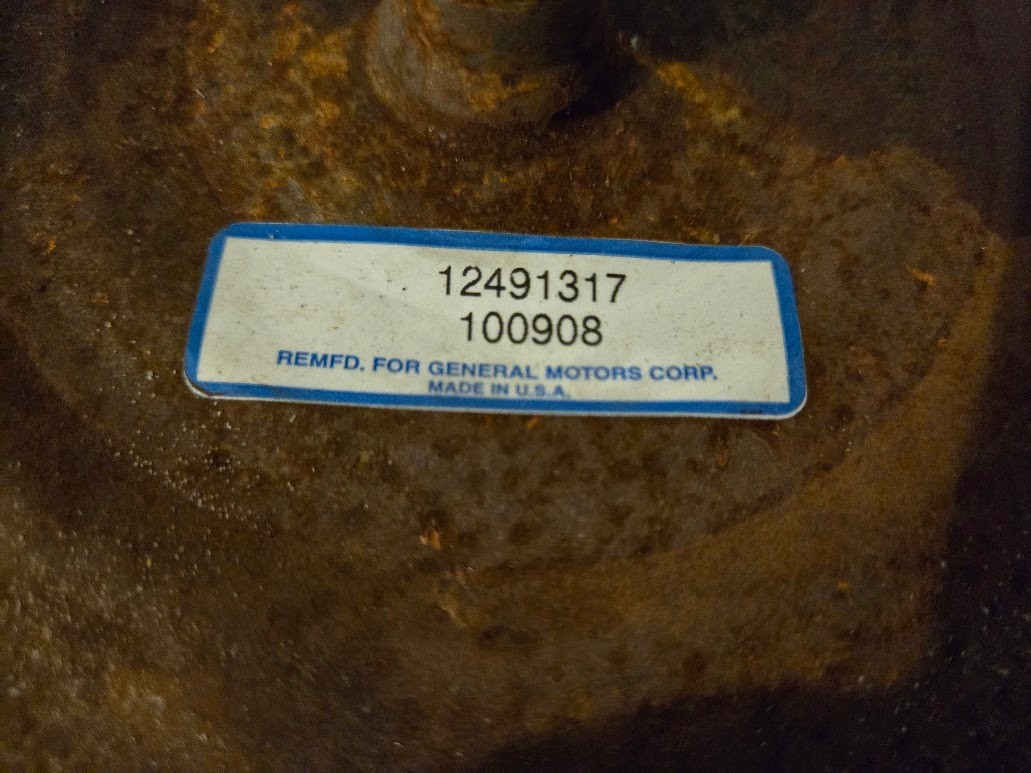 12491317
100908
REMFD. FOR GENERAL MOTORS CORP.
MADE IN U.S.A.